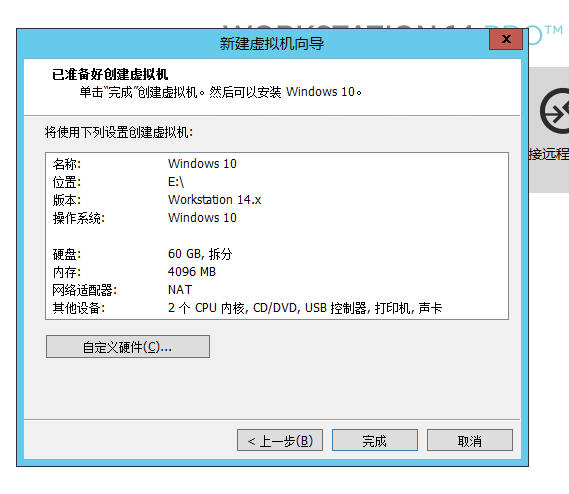 PRO™
新建虚拟机向导
x
已准备好创建虚拟机
单击“完成”创建虚拟机。然后可以安装 Windows 10。
将使用下列设置创建虚拟机:
名称: Windows 10
位置: E:\
版本: Workstation 14.x
操作系统: Windows 10
硬盘: 60 GB, 拆分
内存: 4096 MB
网络适配器: NAT
其他设备: 2 个 CPU 内核, CD/DVD, USB 控制器, 打印机, 声卡
接远程
自定义硬件(C)...
< 上一步(B) 完成 取消